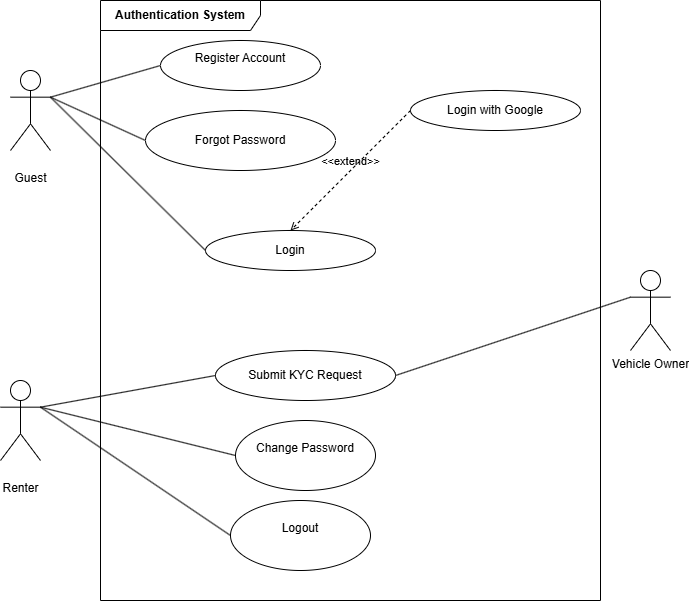 Authentication System
Register Account
Login with Google
Forgot Password
<<extend>>
Guest
Login
Vehicle Owner
Submit KYC Request
Change Password
Renter
Logout